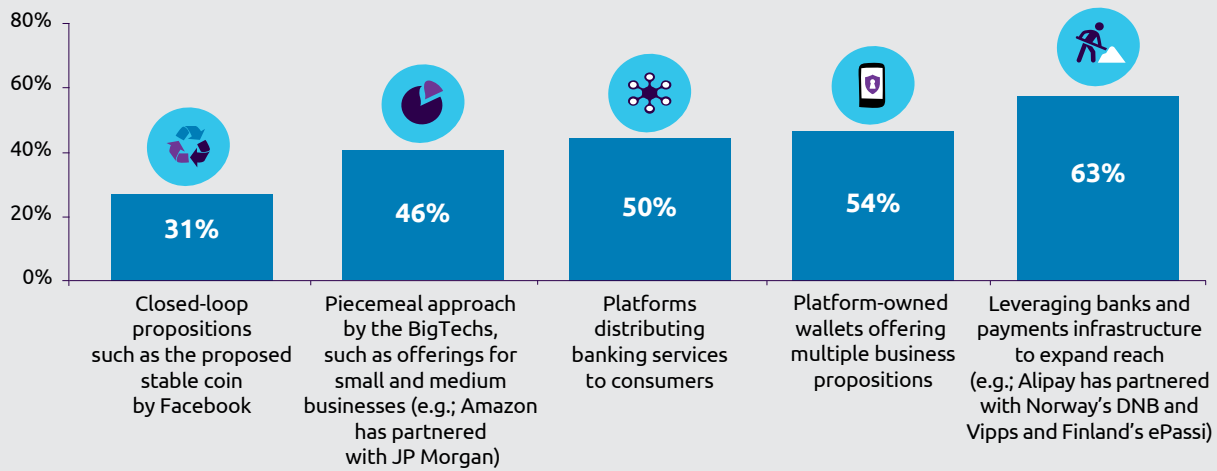 80%
60%
40%
20%
0%
31%
46%
50%
54%
63%
Closed-loop
propositions
such as the proposed
stable coin
by Facebook
Piecemeal approach
by the BigTechs,
such as offerings for
small and medium
businesses (e.g.; Amazon
has partnered
with JP Morgan)
Platforms
distributing
banking services
to consumers
Platform-owned
wallets offering
multiple business
propositions
Leveraging banks and
payments infrastructure
to expand reach
(e.g.; Alipay has partnered
with Norway's DNB and
Vipps and Finland's ePassi)